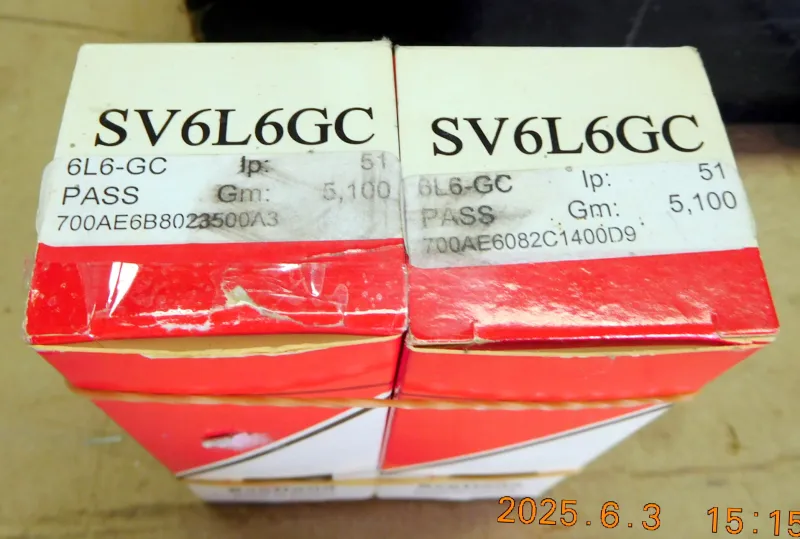 SV6L6GC
6L6-GC Ip: 51
PASS Gm: 5,100
700AE6B8023500A3
SV6L6GC
6L6-GC Ip: 51
PASS Gm: 5,100
700AE6082C1400D9
2025.6.3 15:15